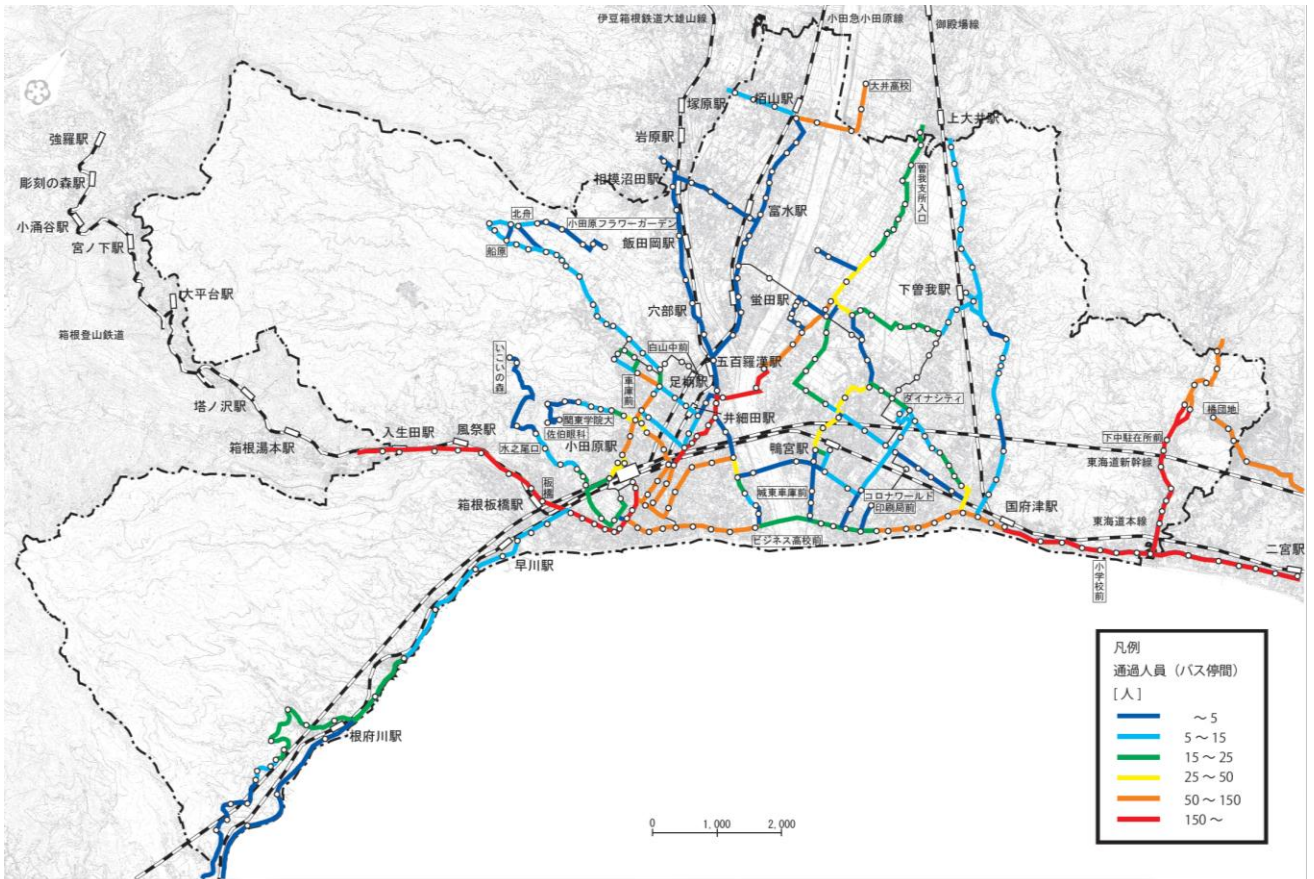 伊豆箱根鉄道大雄山線
小田急小田原線
御殿場線
大井高校
栢山駅
塚原駅
上大井駅
強羅駅
岩原駅
彫刻の森駅
相模沼田駅
曽我支所入口
小涌谷駅
北舟
小田原フラワーガーデン
富水駅
宮ノ下駅
船原
飯田岡駅
大平台駅
下曽我駅
蛍田駅
穴部駅
箱根登山鉄道
白山中前
五百羅漢駅
いこいの森
車庫前
足柄駅
ダイナシティ
塔ノ沢駅
井細田駅
橘団地
関東学院大
佐伯眼科
入生田駅
風祭駅
下中駐在所前
箱根湯本駅
水之尾口
小田原駅
鴨宮駅
東海道新幹線
板橋
城東車庫前
コロナワールド
印刷局前
箱根板橋駅
国府津駅
東海道本線
ビジネス高校前
二宮駅
早川駅
小学校前
根府川駅
凡例
通過人員（バス停間）
[人]
～5
5～15
15～25
25～50
50～150
150～
0 1,000 2,000